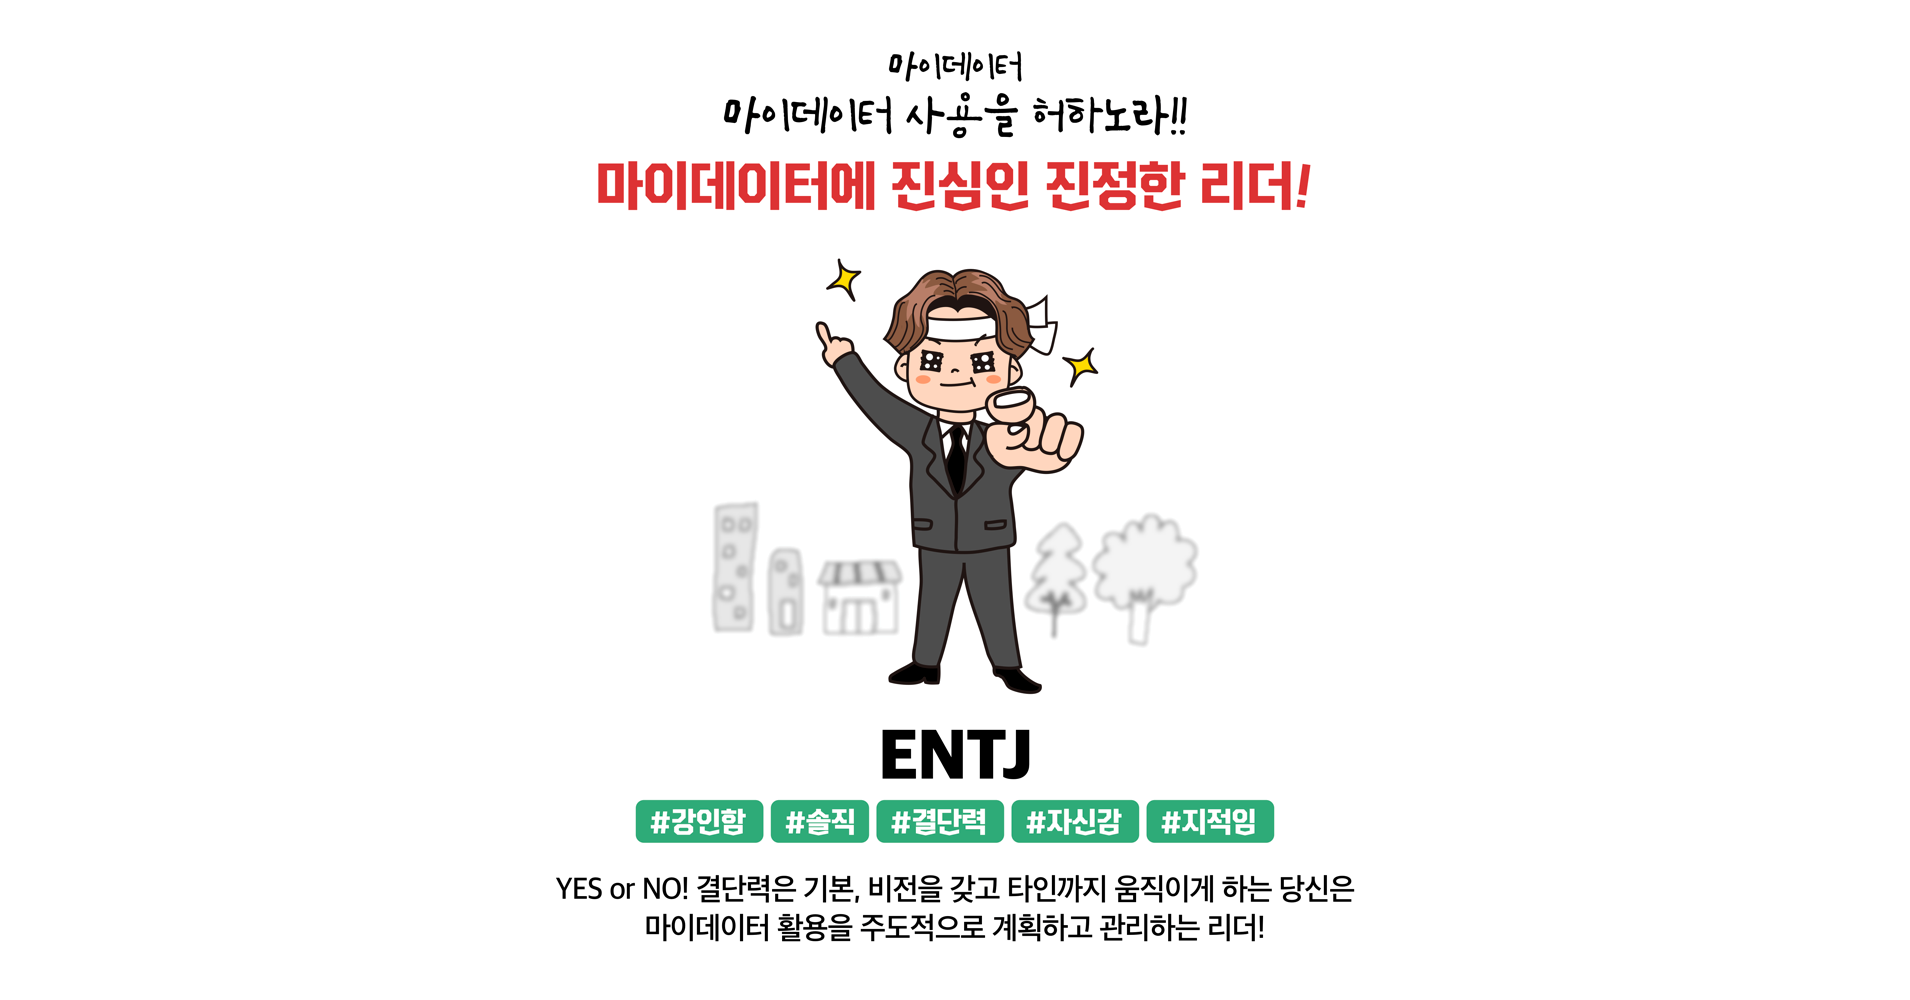 마이데이터
마이데이터 사용을 허하노라!!
마이데이터에 진심인 진정한 리더!
ENTJ
#강인함 #솔직 #결단력 #자신감 #지적임
YES or NO! 결단력은 기본, 비전을 갖고 타인까지 움직이게 하는 당신은
마이데이터 활용을 주도적으로 계획하고 관리하는 리더!